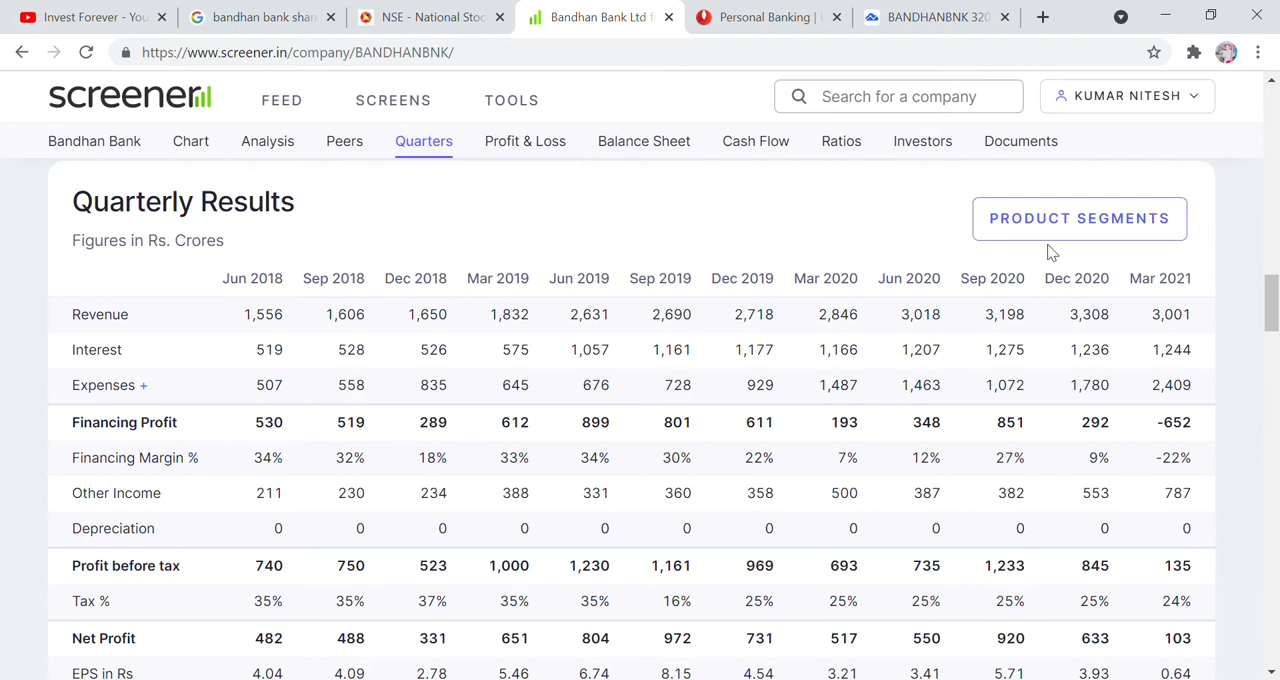 Invest Forever - You
bandhan bank share
NSE - National Stoc
Bandhan Bank Ltd fi
Personal Banking |
BANDHANBNK 320
https://www.screener.in/company/BANDHANBNK/
screener
FEED SCREENS TOOLS
Search for a company
KUMAR NITESH
Bandhan Bank Chart Analysis Peers Quarters Profit & Loss Balance Sheet Cash Flow Ratios Investors Documents
Quarterly Results
PRODUCT SEGMENTS
Figures in Rs. Crores
Jun 2018 Sep 2018 Dec 2018 Mar 2019 Jun 2019 Sep 2019 Dec 2019 Mar 2020 Jun 2020 Sep 2020 Dec 2020 Mar 2021
Revenue 1,556 1,606 1,650 1,832 2,631 2,690 2,718 2,846 3,018 3,198 3,308 3,001
Interest 519 528 526 575 1,057 1,161 1,177 1,166 1,207 1,275 1,236 1,244
Expenses + 507 558 835 645 676 728 929 1,487 1,463 1,072 1,780 2,409
Financing Profit 530 519 289 612 899 801 611 193 348 851 292 -652
Financing Margin % 34% 32% 18% 33% 34% 30% 22% 7% 12% 27% 9% -22%
Other Income 211 230 234 388 331 360 358 500 387 382 553 787
Depreciation 0 0 0 0 0 0 0 0 0 0 0 0
Profit before tax 740 750 523 1,000 1,230 1,161 969 693 735 1,233 845 135
Tax % 35% 35% 37% 35% 35% 16% 25% 25% 25% 25% 25% 24%
Net Profit 482 488 331 651 804 972 731 517 550 920 633 103
EPS in Rs 4.04 4.09 2.78 5.46 6.74 8.15 4.54 3.21 3.41 5.71 3.93 0.64